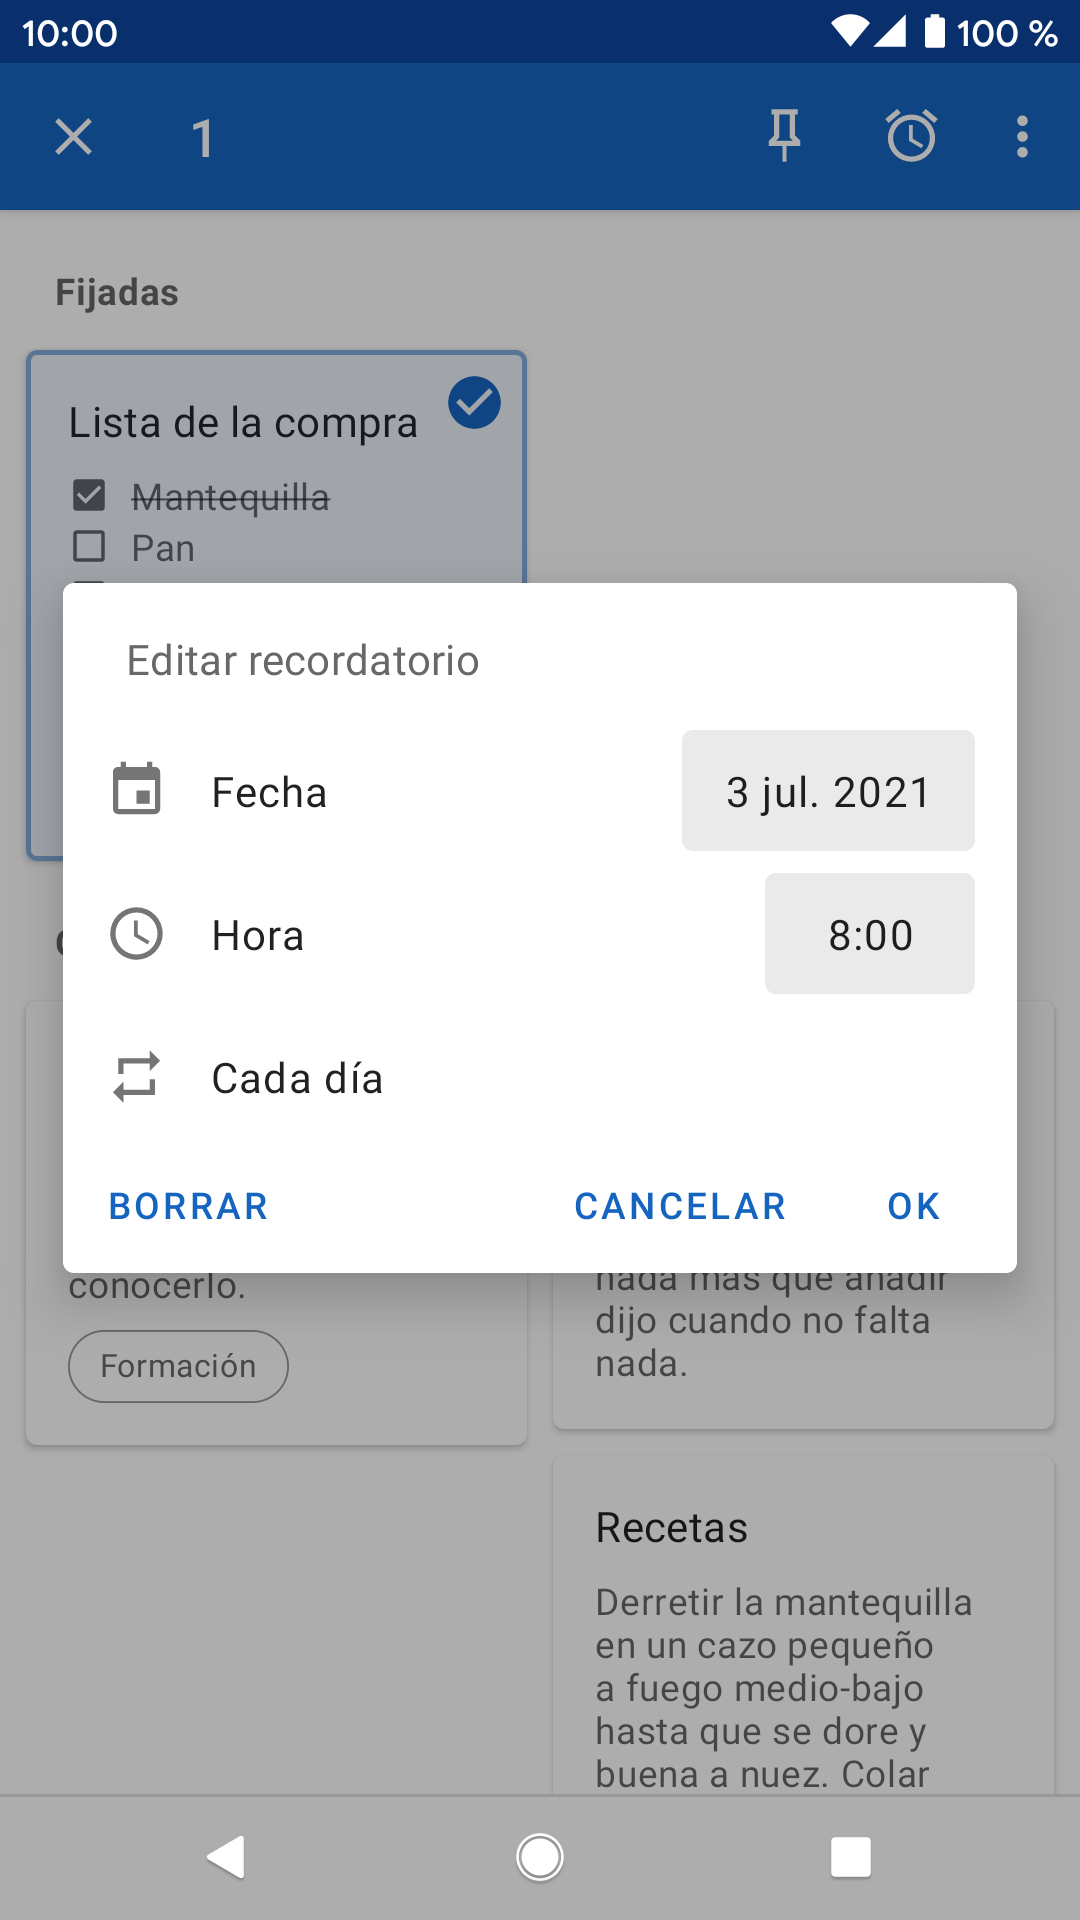 10:00
100 %
1
Fijadas
Lista de la compra
Mantequilla
Pan
Editar recordatorio
Fecha
3 jul. 2021
Hora
8:00
Cada día
BORRAR
CANCELAR
OK
conocerlo.
Formación
nada más que añadir
dijo cuando no falta
nada.
Recetas
Derretir la mantequilla
en un cazo pequeño
a fuego medio-bajo
hasta que se dore y
buena a nuez. Colar